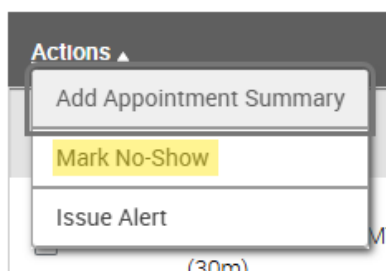 Actions ▲
Add Appointment Summary
Mark No-Show
Issue Alert
(30m)